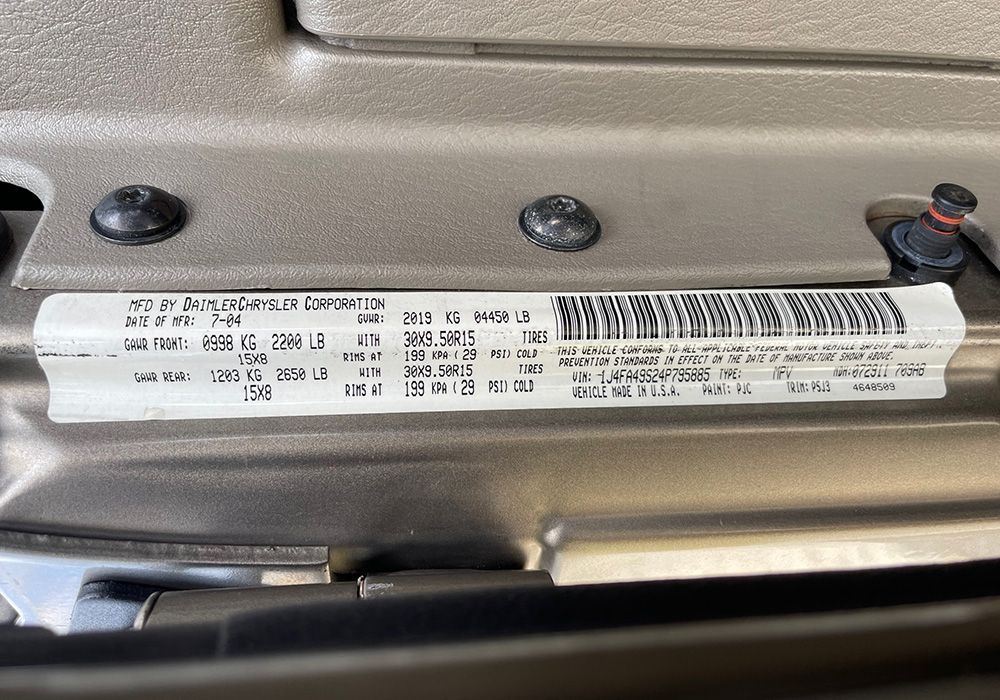 MFD BY DAIMLERCHRYSLER CORPORATION
DATE OF MFR: 7-04 GVWR: 2019 KG 04450 LB
GAWR FRONT: 0998 KG 2200 LB WITH 30X9.50R15 TIRES
15X8 RIMS AT 199 KPA ( 29 PSI) COLD
GAWR REAR: 1203 KG 2650 LB WITH 30X9.50R15 TIRES
15X8 RIMS AT 199 KPA ( 29 PSI) COLD
THIS VEHICLE CONFORMS TO ALL APPLICABLE FEDERAL MOTOR VEHICLE SAFETY AND THEFT
PREVENTION STANDARDS IN EFFECT ON THE DATE OF MANUFACTURE SHOWN ABOVE.
VIN: 1J4FA49S24P795885 TYPE: MPV MDH: 072911 709AB
VEHICLE MADE IN U.S.A. PAINT: PJC TRIM: P5J3 4648509